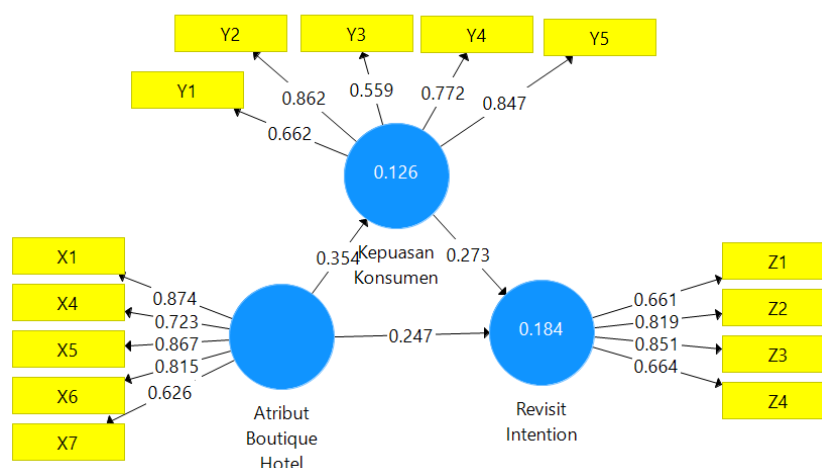 Y2
Y3
Y4
Y5
Y1
0.862
0.559
0.772
0.847
0.662
0.126
Kepuasan
Konsumen
0.354
0.273
X1
X4
X5
X6
X7
0.874
0.723
0.867
0.815
0.626
0.247
Atribut
Boutique
Hotel
0.184
Revisit
Intention
0.661
0.819
0.851
0.664
Z1
Z2
Z3
Z4